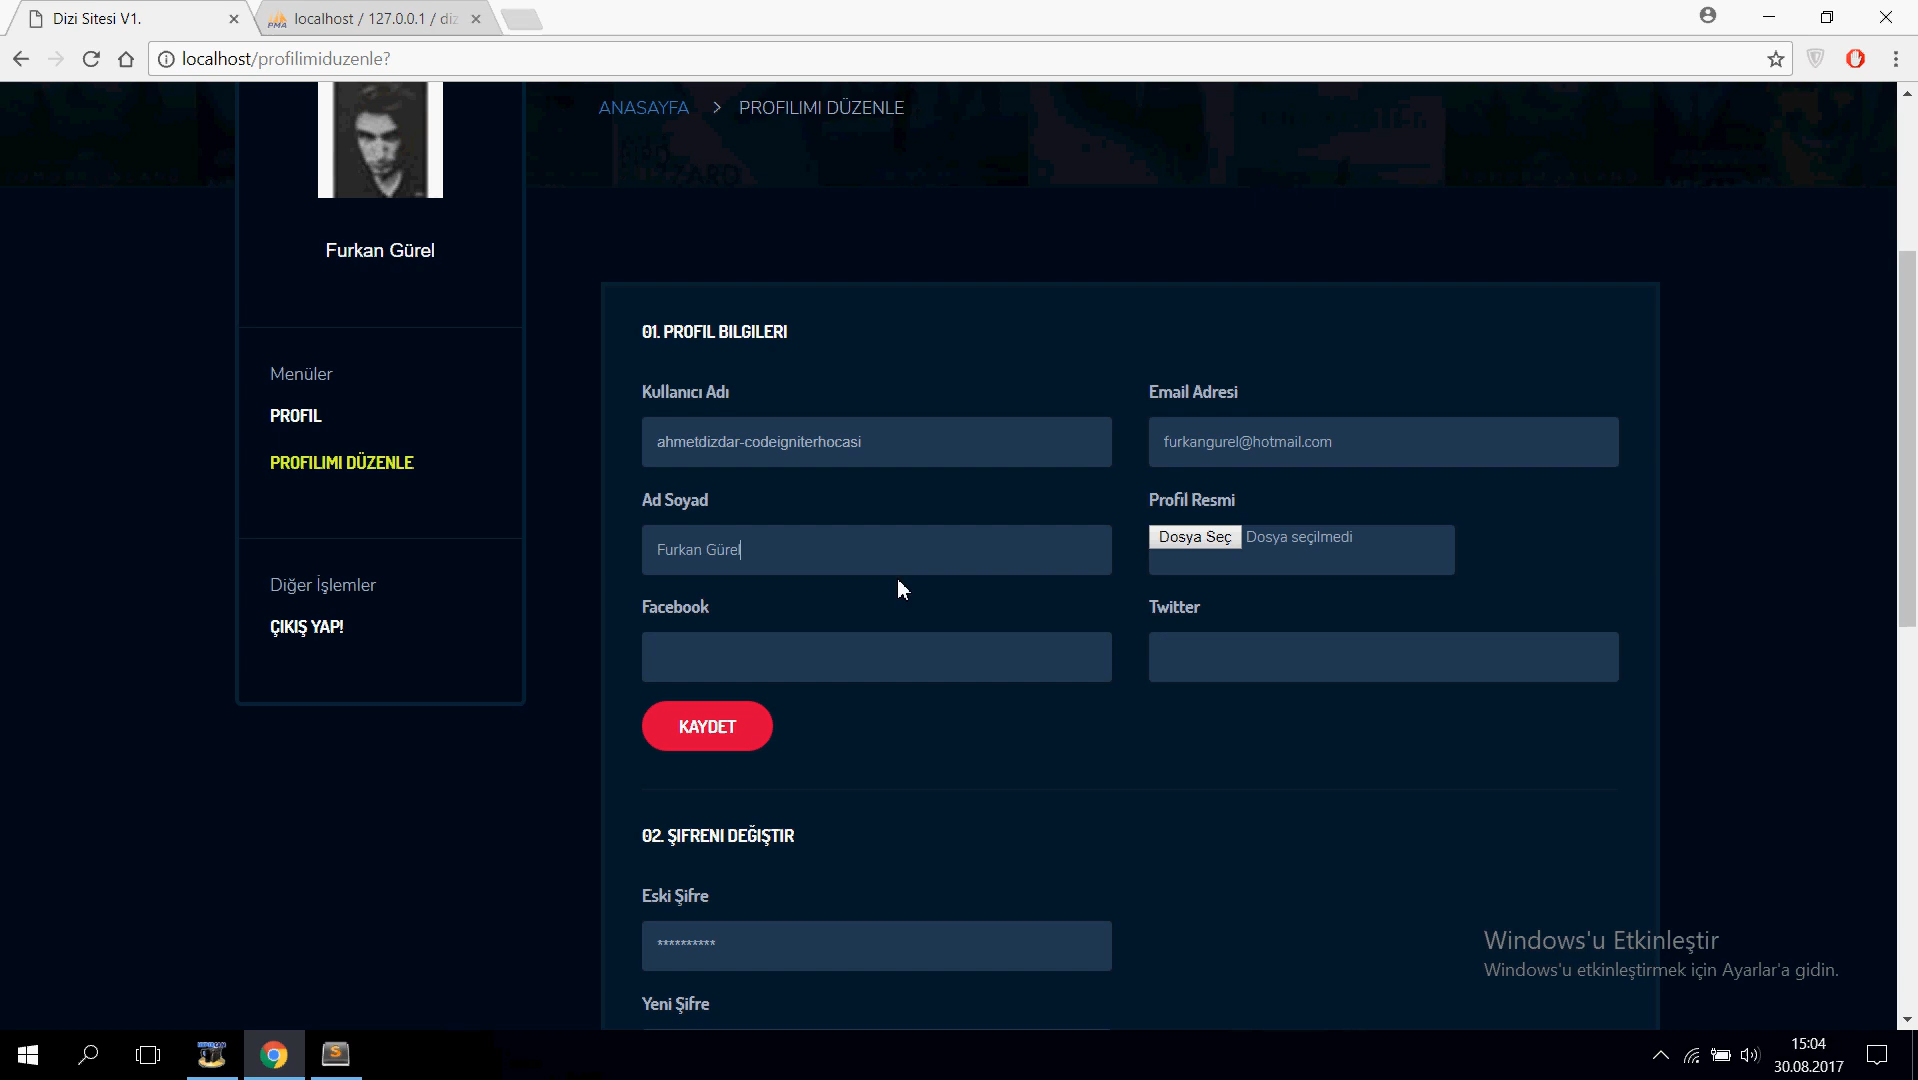 Dizi Sitesi V1.
localhost / 127.0.0.1 / diz
localhost/profilimiduzenle?
ANASAYFA > PROFILIMI DÜZENLE
Furkan Gürel
Menüler
PROFIL
PROFILIMI DÜZENLE
Diğer İşlemler
ÇIKIŞ YAP!
01. PROFIL BILGILERI
Kullanıcı Adı
Email Adresi
ahmetdizdar-codeigniterhocasi
furkangurel@hotmail.com
Ad Soyad
Profil Resmi
Furkan Gürel
Dosya Seç Dosya seçilmedi
Facebook
Twitter
KAYDET
02. ŞIFRENI DEĞIŞTIR
Eski Şifre
**********
Yeni Şifre
Windows'u Etkinleştir
Windows'u etkinleştirmek için Ayarlar'a gidin.
15:04
30.08.2017